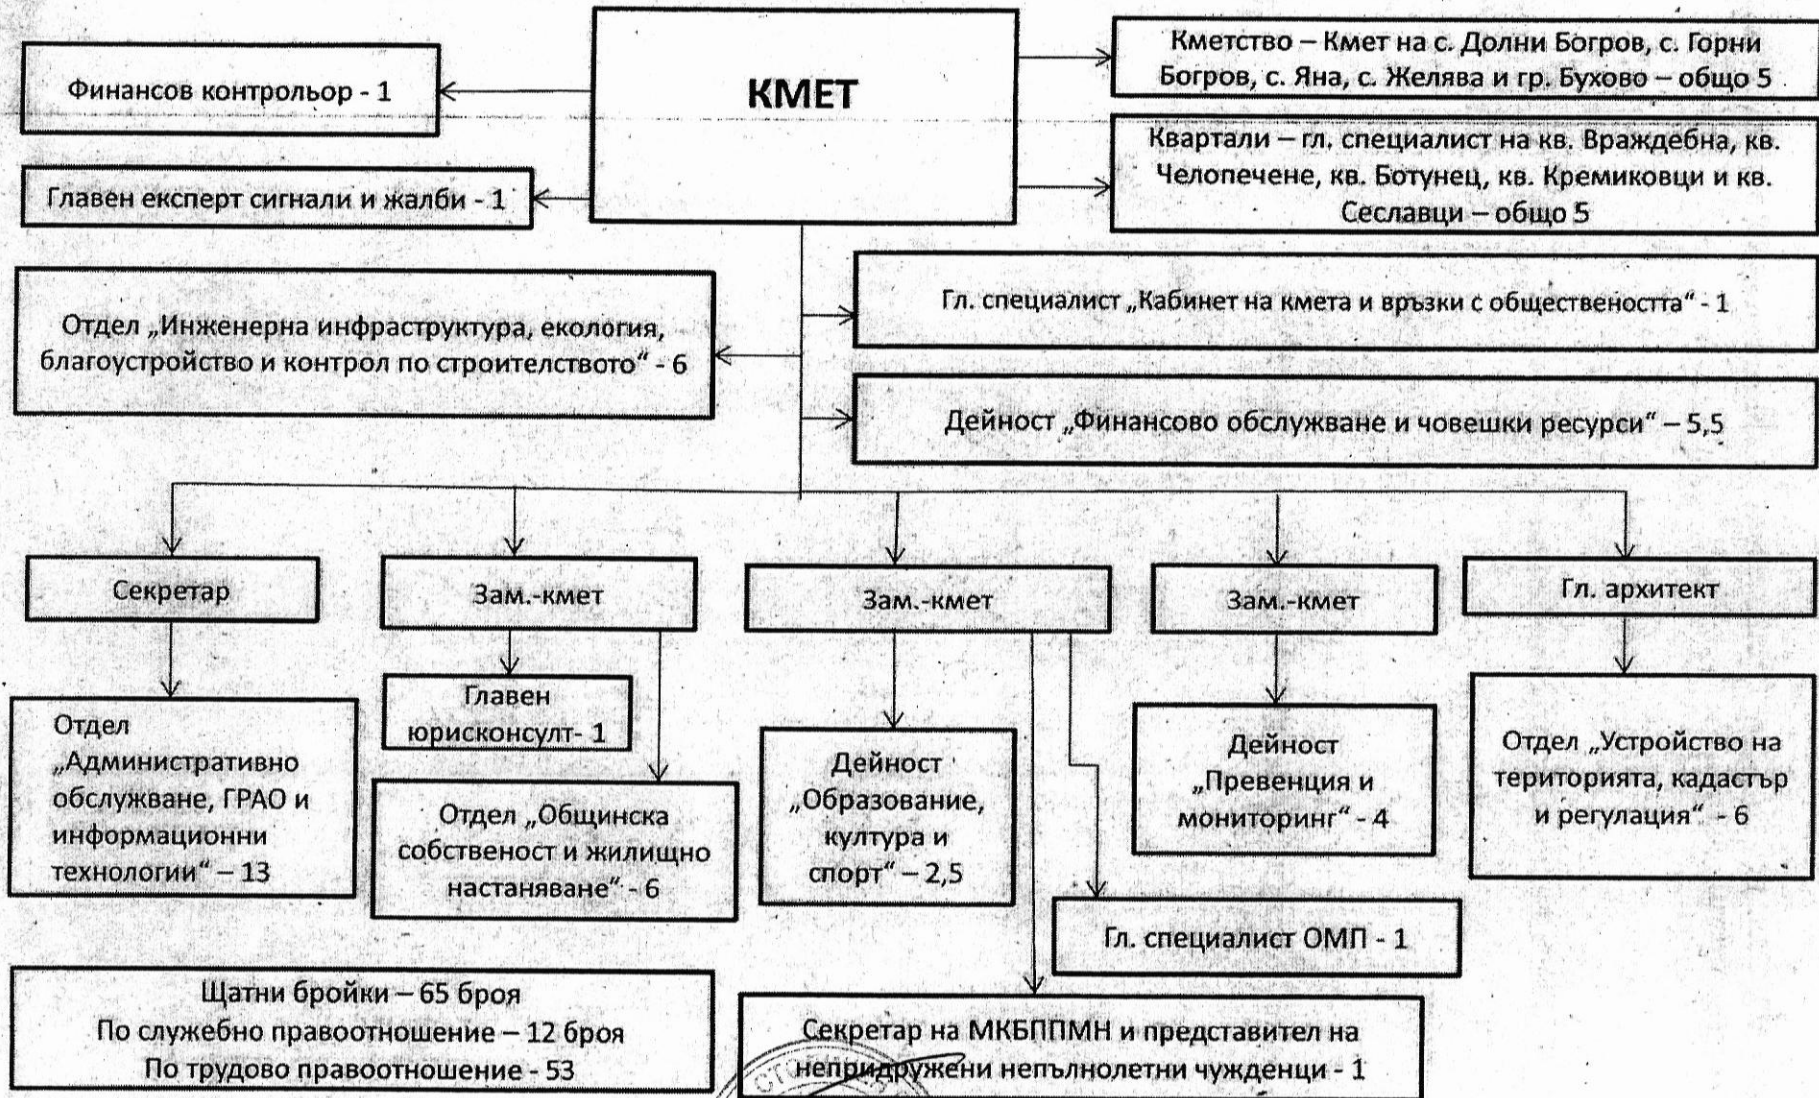 КМЕТ
Финансов контрольор - 1
Главен експерт сигнали и жалби - 1
Кметство – Кмет на с. Долни Богров, с. Горни
Богров, с. Яна, с. Желява и гр. Бухово – общо 5
Квартали – гл. специалист на кв. Враждебна, кв.
Челопечене, кв. Ботунец, кв. Кремиковци и кв.
Сеславци – общо 5
Отдел „Инженерна инфраструктура, екология,
благоустройство и контрол по строителството“ - 6
Гл. специалист „Кабинет на кмета и връзки с обществеността“ - 1
Дейност „Финансово обслужване и човешки ресурси“ – 5,5
Секретар
Зам.-кмет
Зам.-кмет
Зам.-кмет
Гл. архитект
Отдел
„Административно
обслужване, ГРАО и
информационни
технологии“ – 13
Главен
юрисконсулт- 1
Отдел „Общинска
собственост и жилищно
настаняване“ - 6
Дейност
„Образование,
култура и
спорт“ – 2,5
Дейност
„Превенция и
мониторинг“ - 4
Отдел „Устройство на
територията, кадастър
и регулация“ - 6
Гл. специалист ОМП - 1
Секретар на МКБППМН и представител на
непридружени непълнолетни чужденци - 1
Щатни бройки – 65 броя
По служебно правоотношение – 12 броя
По трудово правоотношение - 53